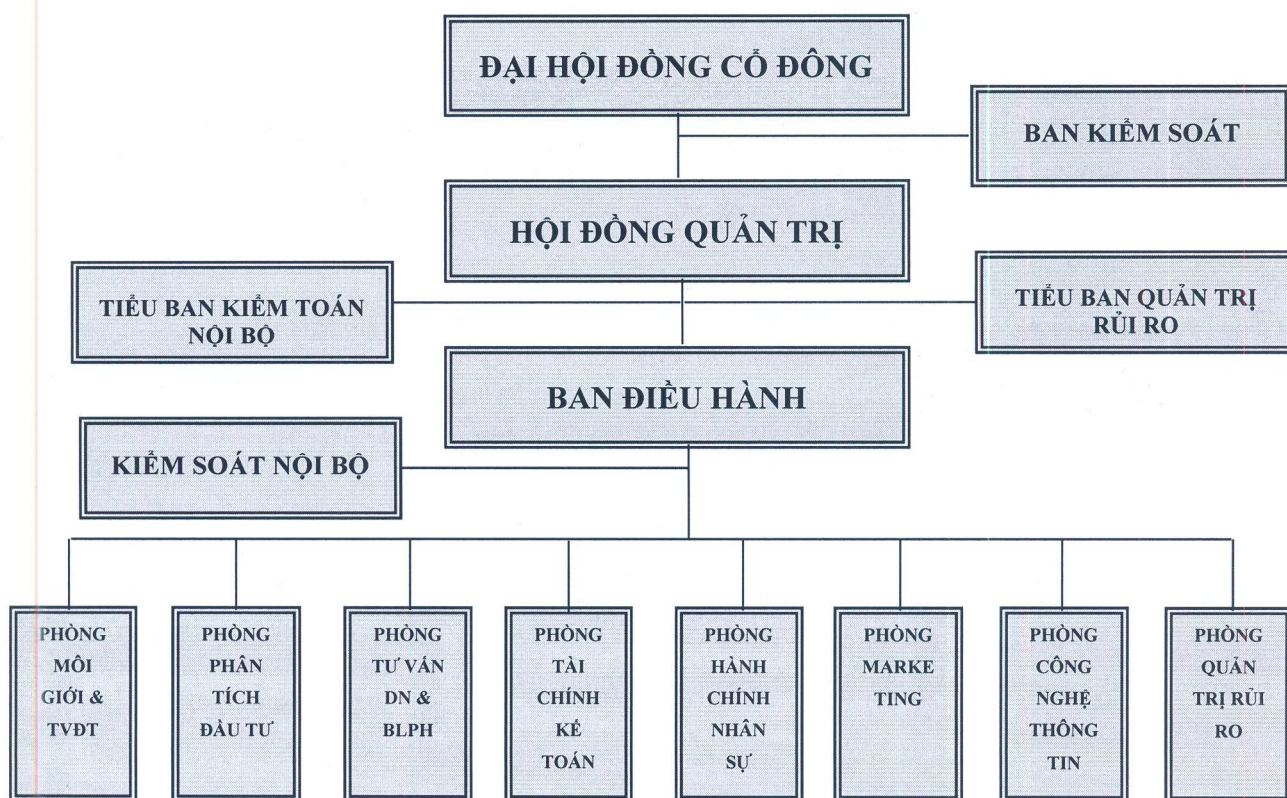 ĐẠI HỘI ĐỒNG CỔ ĐÔNG
BAN KIỂM SOÁT
HỘI ĐỒNG QUẢN TRỊ
TIỂU BAN KIỂM TOÁN
NỘI BỘ
TIỂU BAN QUẢN TRỊ
RỦI RO
BAN ĐIỀU HÀNH
KIỂM SOÁT NỘI BỘ
PHÒNG
MÔI
GIỚI &
TVĐT
PHÒNG
PHÂN
TÍCH
ĐẦU TƯ
PHÒNG
TƯ VẤN
DN &
BLPH
PHÒNG
TÀI
CHÍNH
KẾ
TOÁN
PHÒNG
HÀNH
CHÍNH
NHÂN
SỰ
PHÒNG
MARKE
TING
PHÒNG
CÔNG
NGHỆ
THÔNG
TIN
PHÒNG
QUẢN
TRỊ RỦI
RO